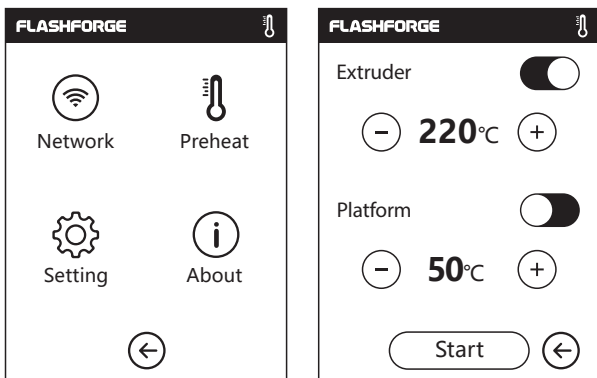 FLASHFORGE
Network Preheat
Setting About
FLASHFORGE
Extruder
− 220℃ +
Platform
− 50℃ +
Start